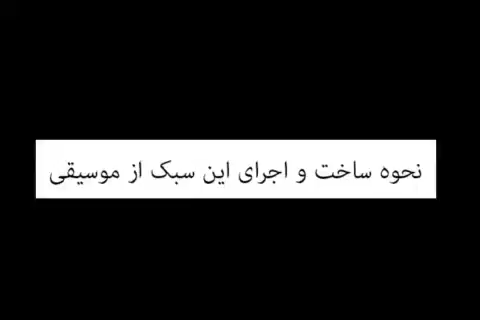 نحوه ساخت و اجرای این سبک از موسیقی